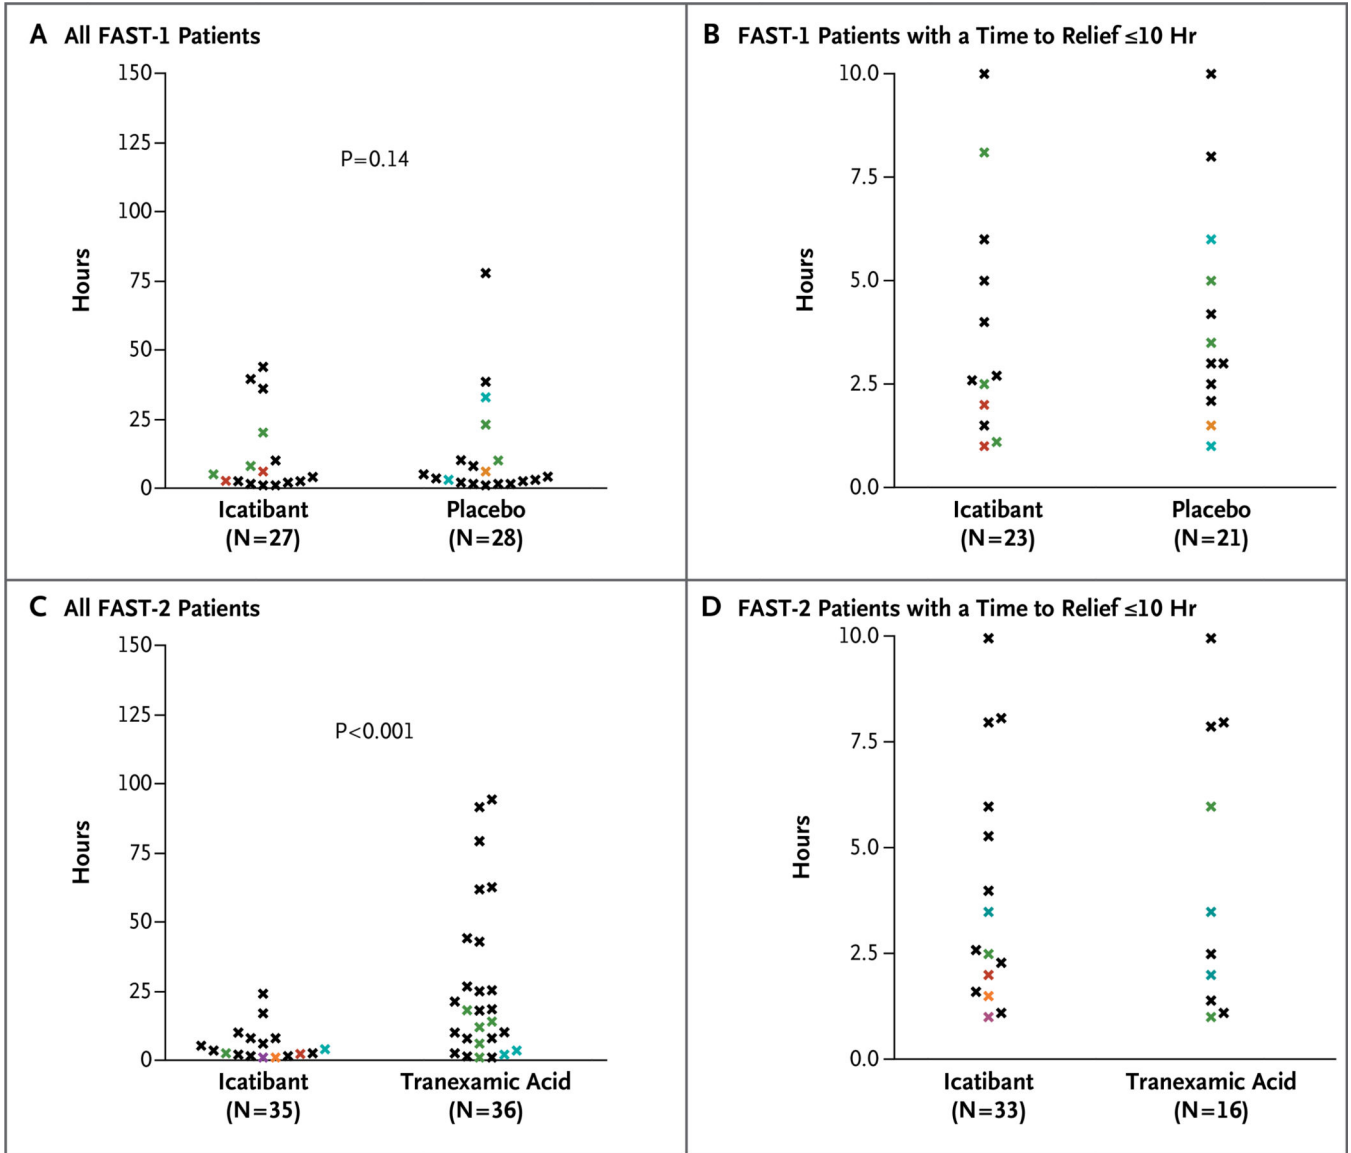 A All FAST-1 Patients
150
125
100
75
50
25
0
Hours
P=0.14
Icatibant
(N=27)
Placebo
(N=28)
B FAST-1 Patients with a Time to Relief ≤10 Hr
10.0
7.5
5.0
2.5
0.0
Hours
Icatibant
(N=23)
Placebo
(N=21)
C All FAST-2 Patients
150
125
100
75
50
25
0
Hours
P<0.001
Icatibant
(N=35)
Tranexamic Acid
(N=36)
D FAST-2 Patients with a Time to Relief ≤10 Hr
10.0
7.5
5.0
2.5
0.0
Hours
Icatibant
(N=33)
Tranexamic Acid
(N=16)